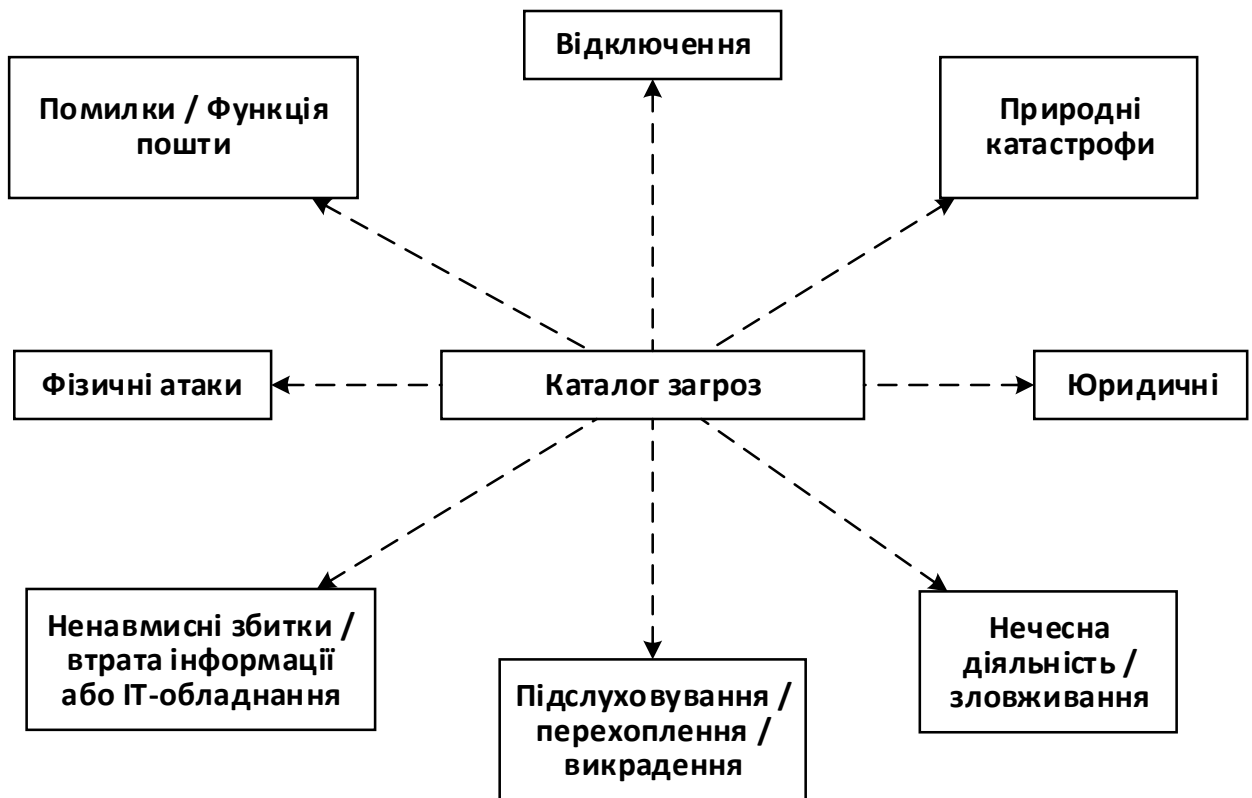 Відключення
Помилки / Функція
пошти
Природні
катастрофи
Фізичні атаки
Каталог загроз
Юридичні
Ненавмисні збитки /
втрата інформації
або ІТ-обладнання
Підслуховування /
перехоплення /
викрадення
Нечесна
діяльність /
зловживання